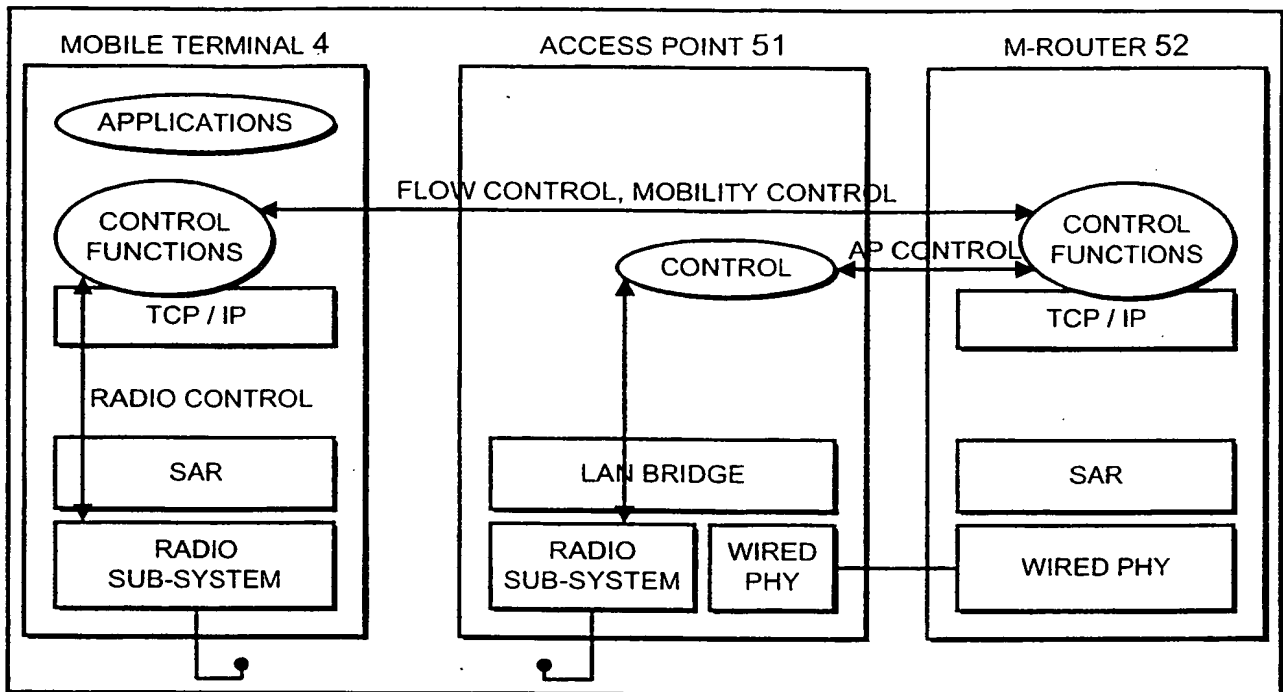 MOBILE TERMINAL 4
ACCESS POINT 51
M-ROUTER 52
APPLICATIONS
FLOW CONTROL, MOBILITY CONTROL
CONTROL
FUNCTIONS
CONTROL
AP CONTROL
CONTROL
FUNCTIONS
TCP / IP
TCP / IP
RADIO CONTROL
SAR
LAN BRIDGE
SAR
RADIO
SUB-SYSTEM
RADIO
SUB-SYSTEM
WIRED
PHY
WIRED PHY